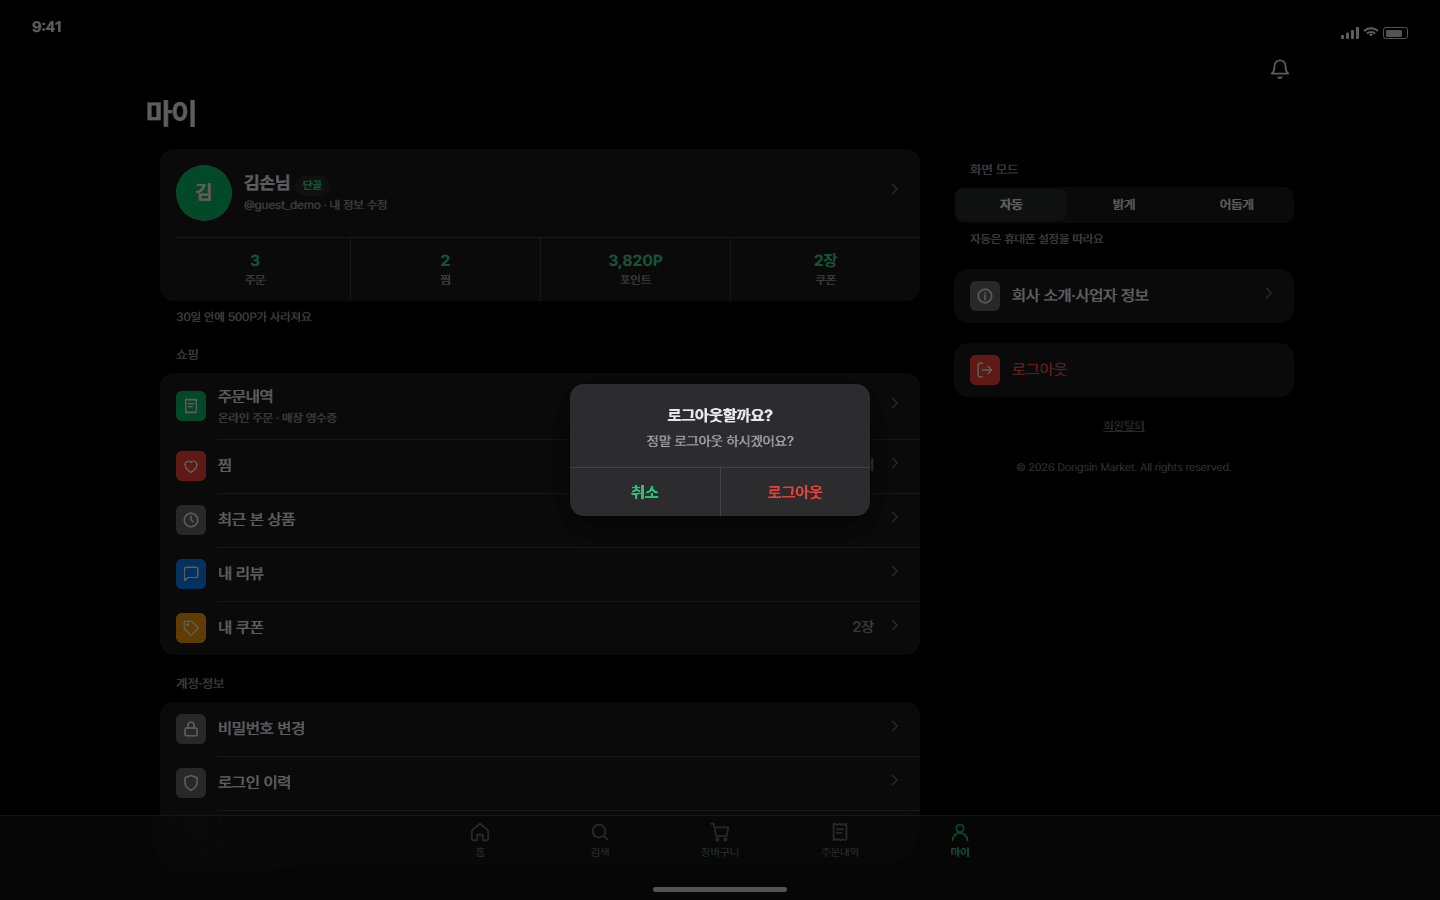 9:41
마이
김
김손님 단골
@guest_demo · 내 정보 수정
3
주문
2
찜
3,820P
포인트
2장
쿠폰
30일 안에 500P가 사라져요
쇼핑
주문내역
온라인 주문 · 매장 영수증
찜
최근 본 상품
내 리뷰
내 쿠폰
2장
계정·정보
비밀번호 변경
로그인 이력
화면 모드
자동
밝게
어둡게
자동은 휴대폰 설정을 따라요
회사 소개·사업자 정보
로그아웃
회원탈퇴
© 2026 Dongsin Market. All rights reserved.
로그아웃할까요?
정말 로그아웃 하시겠어요?
취소
로그아웃
홈
검색
장바구니
주문내역
마이